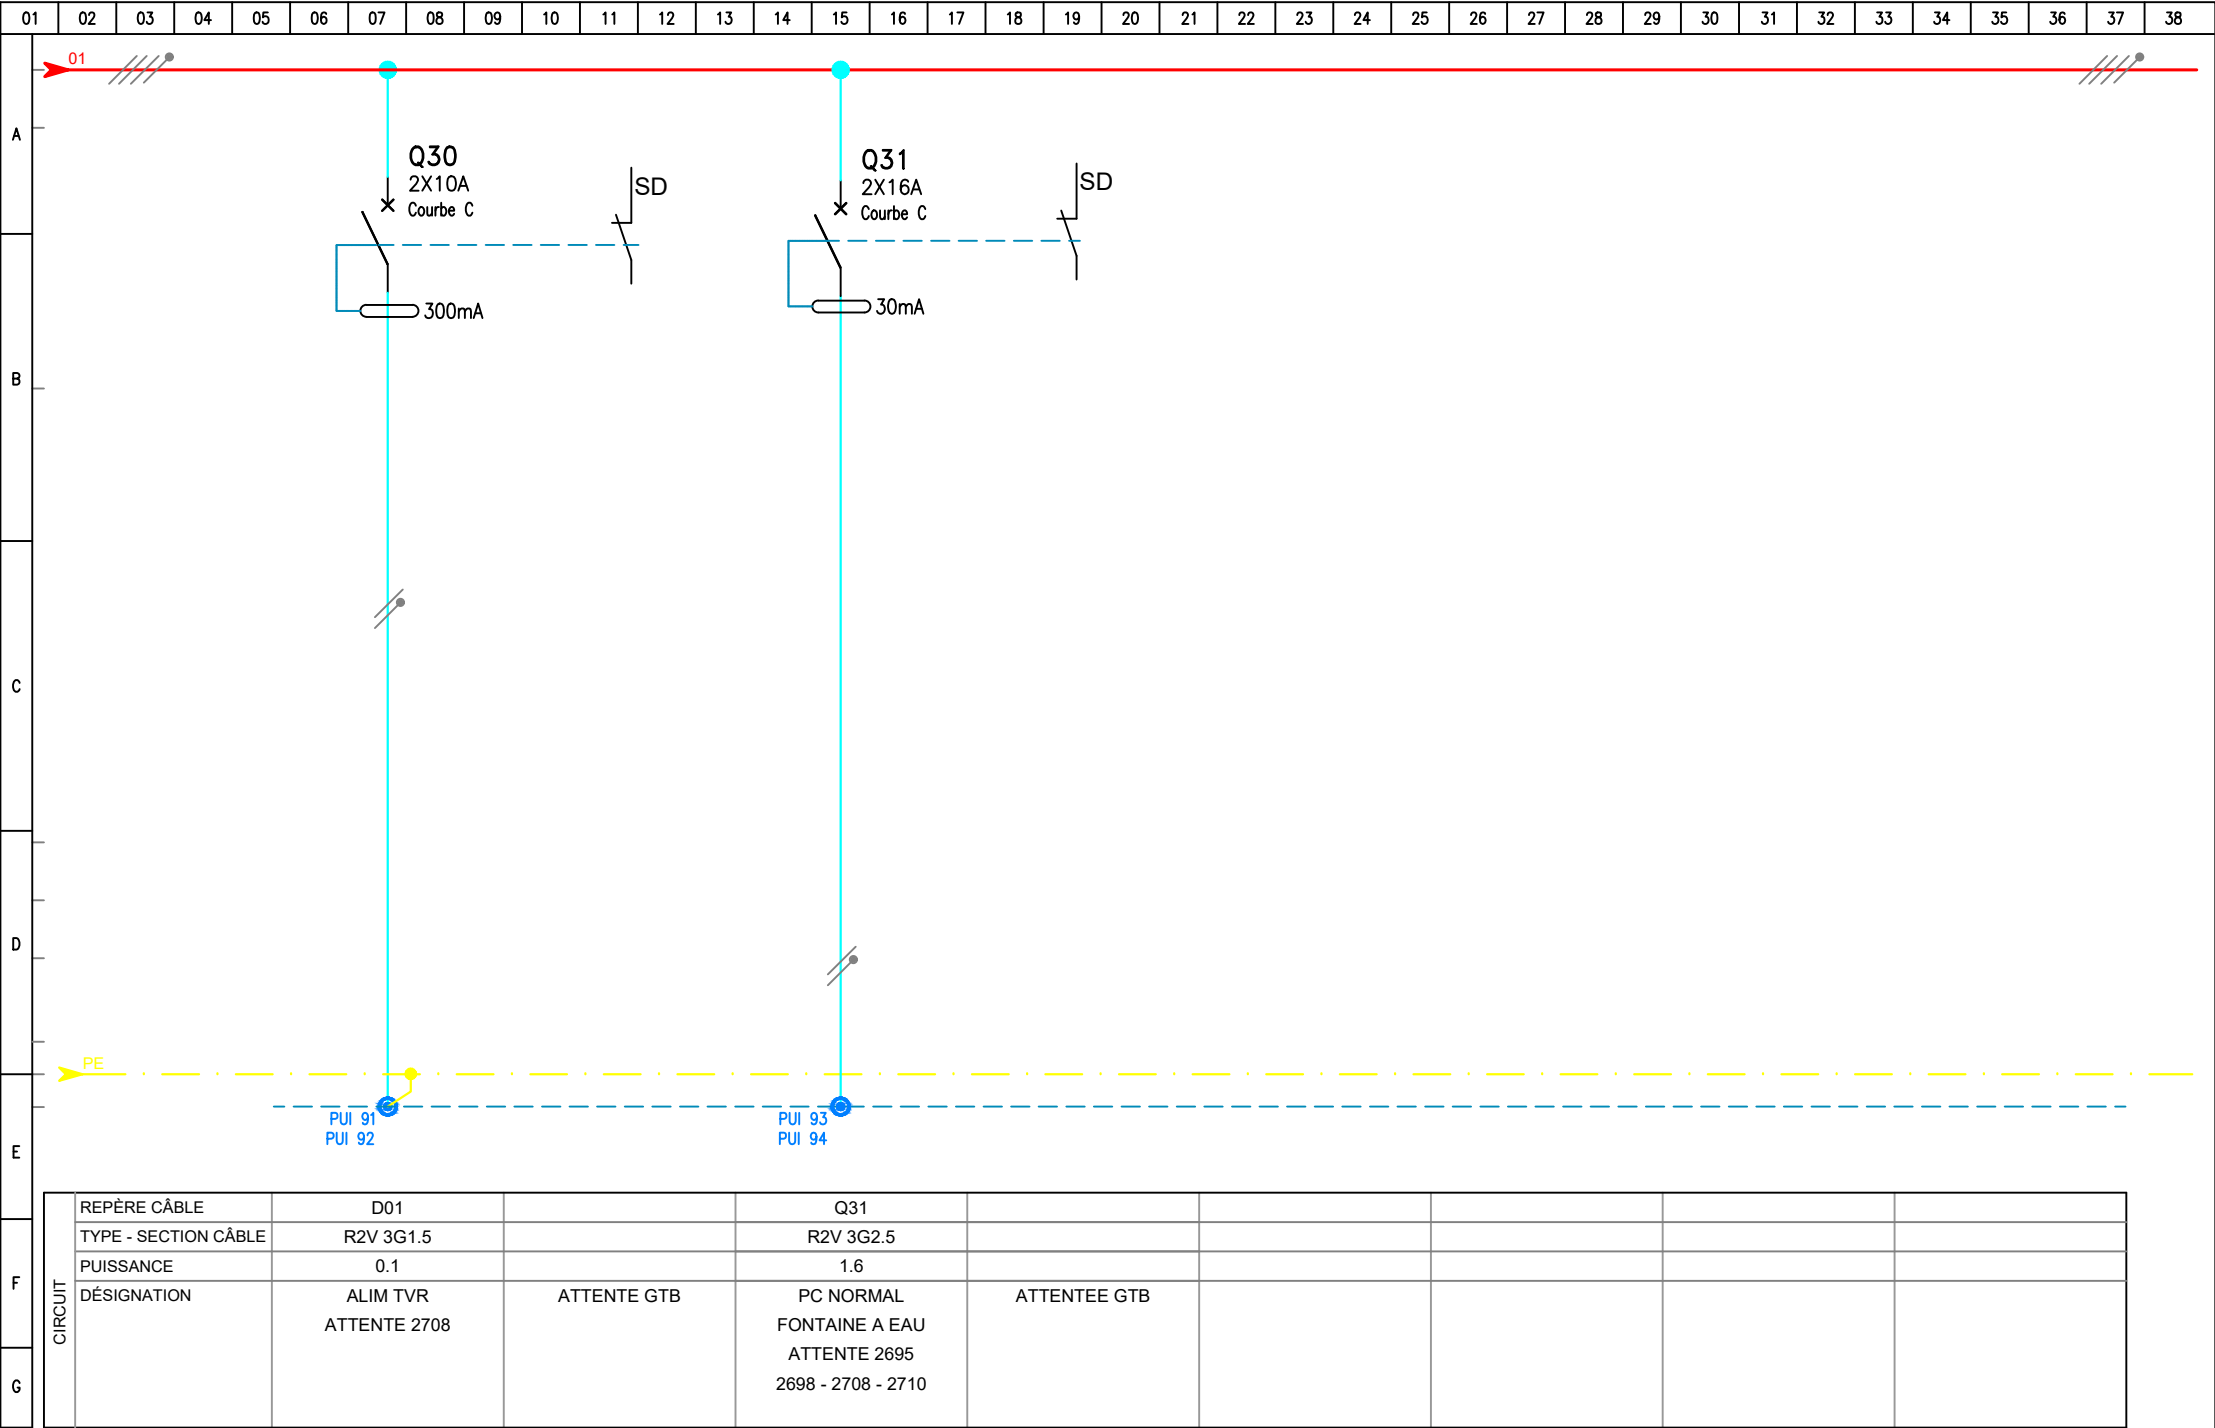 01 02 03 04 05 06 07 08 09 10 11 12 13 14 15 16 17 18 19 20 21 22 23 24 25 26 27 28 29 30 31 32 33 34 35 36 37 38
01
A
Q30
2X10A
Courbe C
SD
Q31
2X16A
Courbe C
SD
300mA
30mA
B
C
D
PE
PUI 91
PUI 92
PUI 93
PUI 94
E
F
G
CIRCUIT
REPÈRE CÂBLE D01 Q31
TYPE - SECTION CÂBLE R2V 3G1.5 R2V 3G2.5
PUISSANCE 0.1 1.6
DÉSIGNATION ALIM TVR ATTENTE GTB PC NORMAL ATTENTEE GTB
ATTENTE 2708 FONTAINE A EAU
ATTENTE 2695
2698 - 2708 - 2710